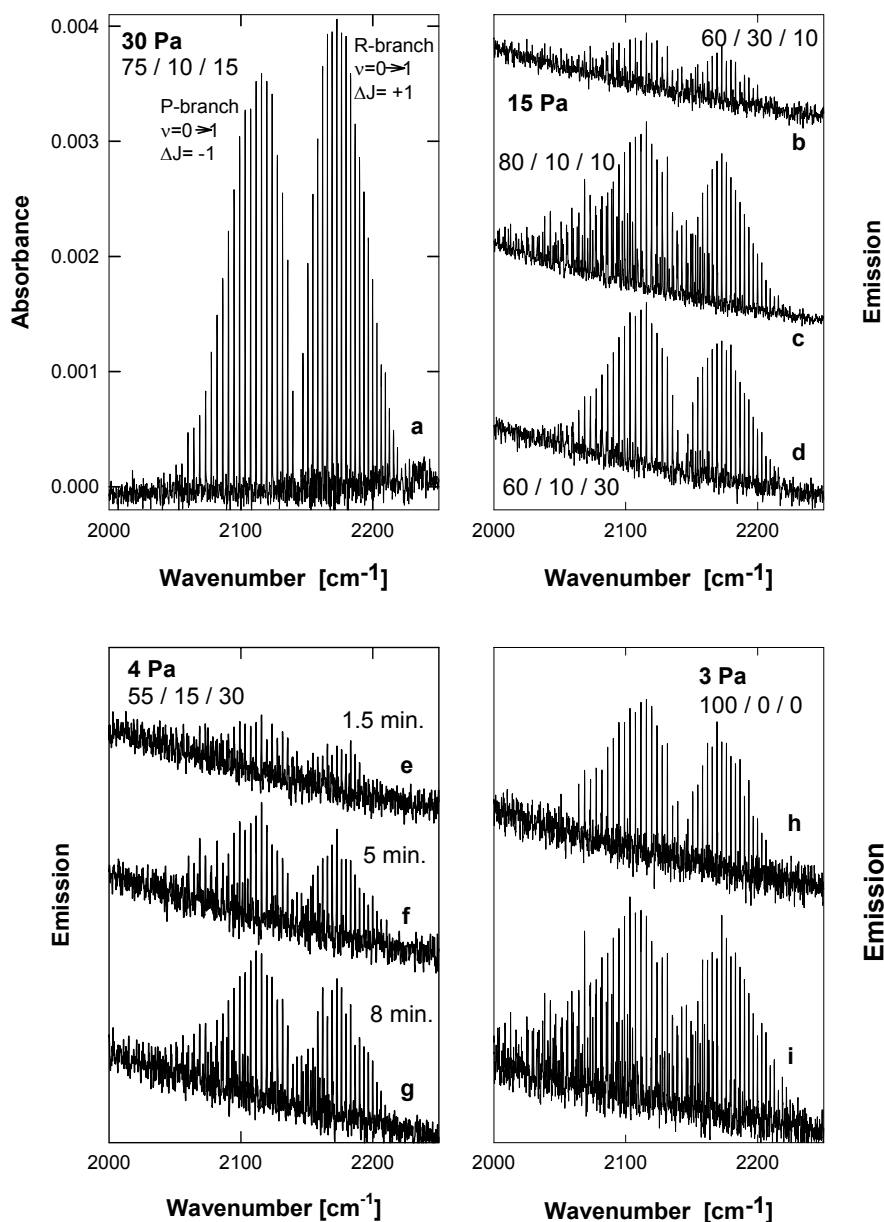 30 Pa
75 / 10 / 15
P-branch
ν=0➔1
ΔJ= -1
R-branch
ν=0➔1
ΔJ= +1
a
0.004
0.003
0.002
0.001
0.000
Absorbance
2000 2100 2200
Wavenumber [cm-1]
60 / 30 / 10
15 Pa
b
80 / 10 / 10
c
d
60 / 10 / 30
Emission
2000 2100 2200
Wavenumber [cm-1]
4 Pa
55 / 15 / 30
1.5 min.
e
5 min.
f
8 min.
g
Emission
2000 2100 2200
Wavenumber [cm-1]
3 Pa
100 / 0 / 0
h
i
Emission
2000 2100 2200
Wavenumber [cm-1]